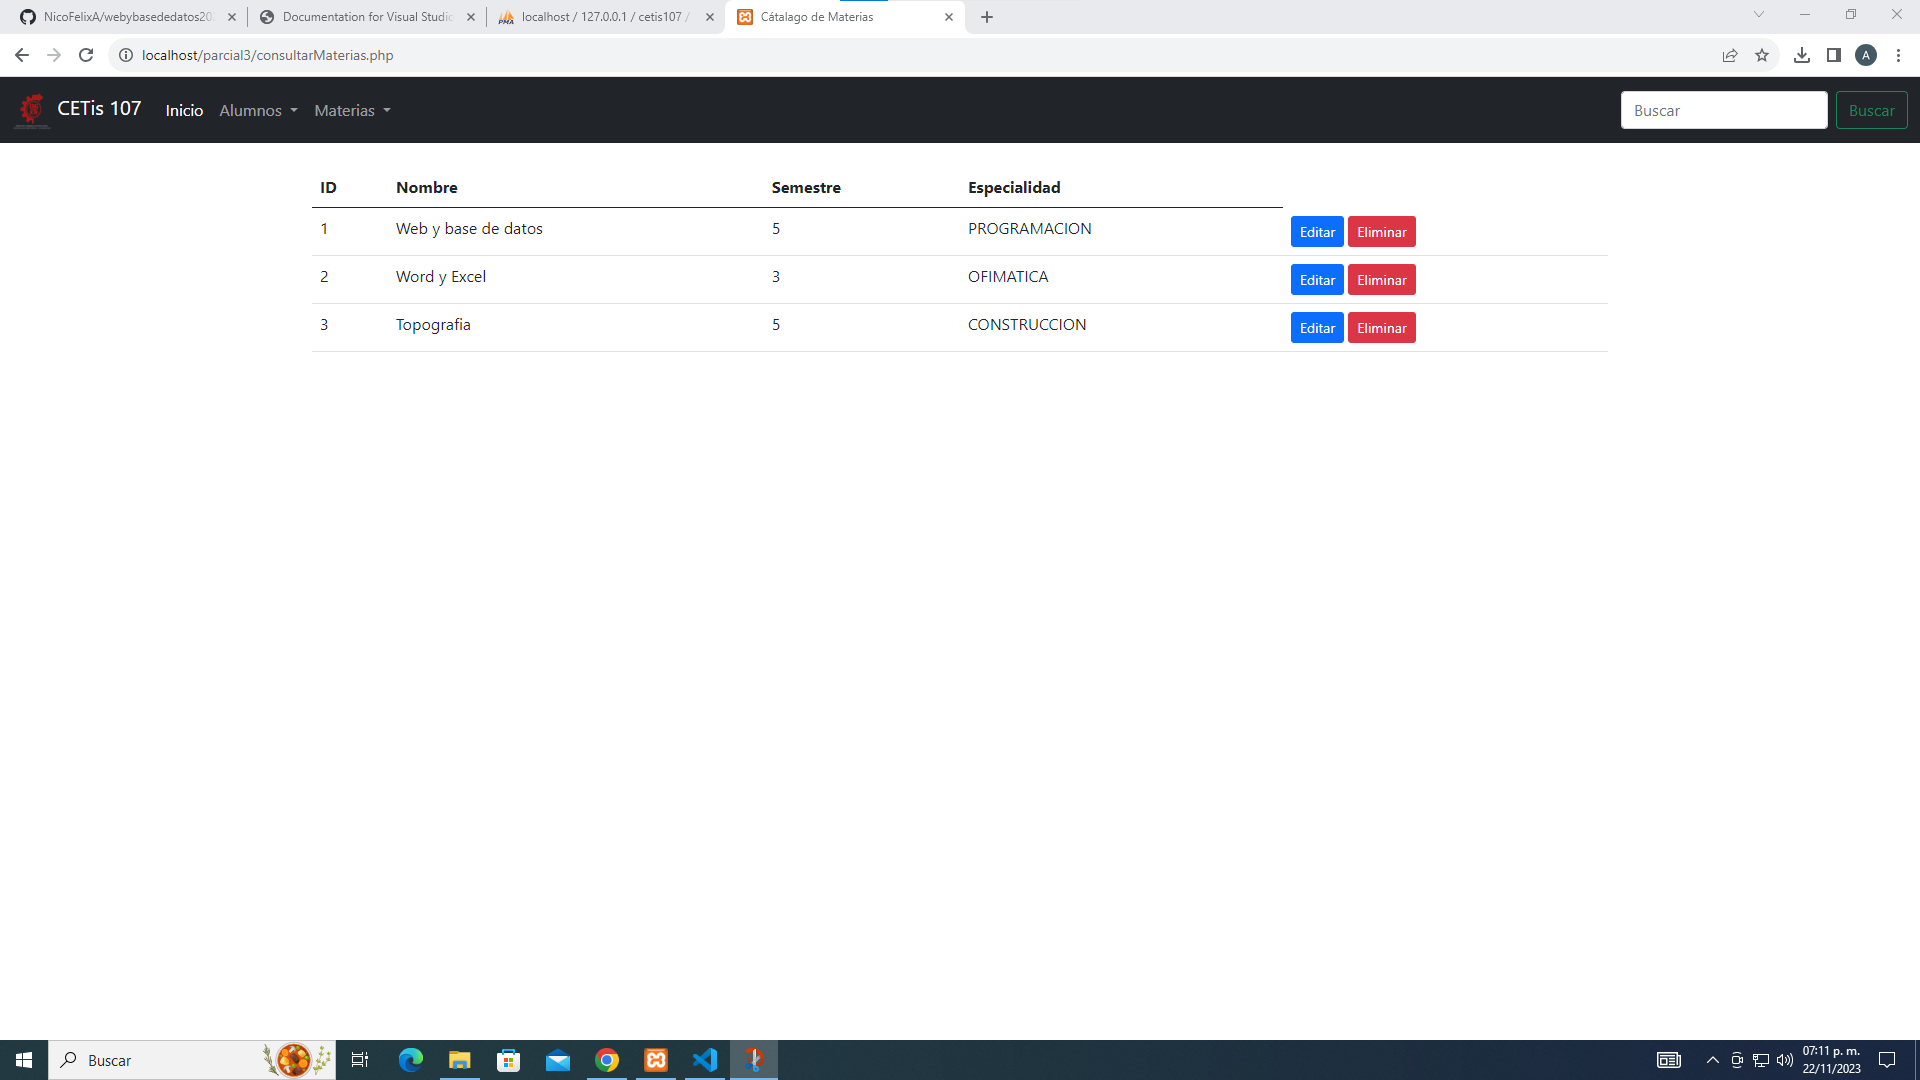 NicoFelixA/webybasededatos20
Documentation for Visual Studio
localhost / 127.0.0.1 / cetis107 /
Cátalago de Materias
localhost/parcial3/consultarMaterias.php
A
CETis 107 Inicio Alumnos Materias Buscar Buscar
ID Nombre Semestre Especialidad
1 Web y base de datos 5 PROGRAMACION Editar Eliminar
2 Word y Excel 3 OFIMATICA Editar Eliminar
3 Topografia 5 CONSTRUCCION Editar Eliminar
Buscar
07:11 p. m.
22/11/2023